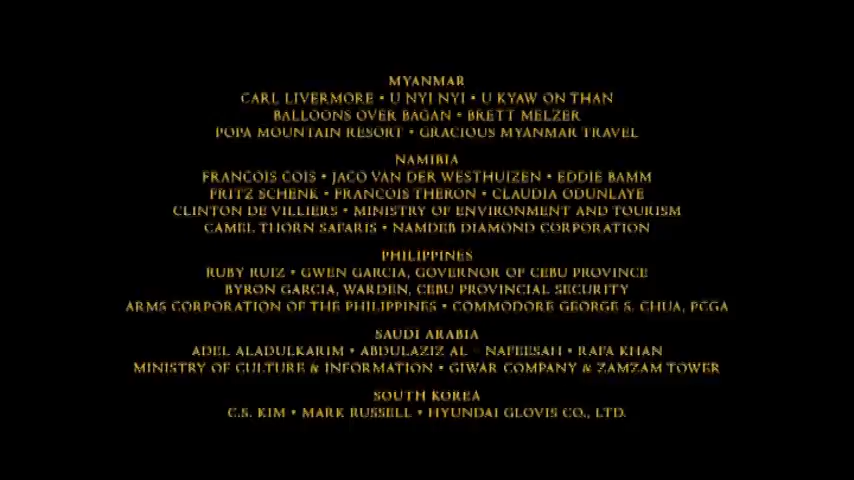 MYANMAR
CARL LIVERMORE • U NYI NYI • U KYAW ON THAN
BALLOONS OVER BAGAN • BRETT MELZER
POPA MOUNTAIN RESORT • GRACIOUS MYANMAR TRAVEL
NAMIBIA
FRANCOIS COIS • JACO VAN DER WESTHUIZEN • EDDIE BAMM
FRITZ SCHENK • FRANCOIS THERON • CLAUDIA ODUNLAYE
CLINTON DE VILLIERS • MINISTRY OF ENVIRONMENT AND TOURISM
CAMEL THORN SAFARIS • NAMDEB DIAMOND CORPORATION
PHILIPPINES
RUBY RUIZ • GWEN GARCIA, GOVERNOR OF CEBU PROVINCE
BYRON GARCIA, WARDEN, CEBU PROVINCIAL SECURITY
ARMS CORPORATION OF THE PHILIPPINES • COMMODORE GEORGE S. CHUA, PCGA
SAUDI ARABIA
ADEL ALADULKARIM • ABDULAZIZ AL - NAFEESAH • RAFA KHAN
MINISTRY OF CULTURE & INFORMATION • GIWAR COMPANY & ZAMZAM TOWER
SOUTH KOREA
C.S. KIM • MARK RUSSELL • HYUNDAI GLOVIS CO., LTD.